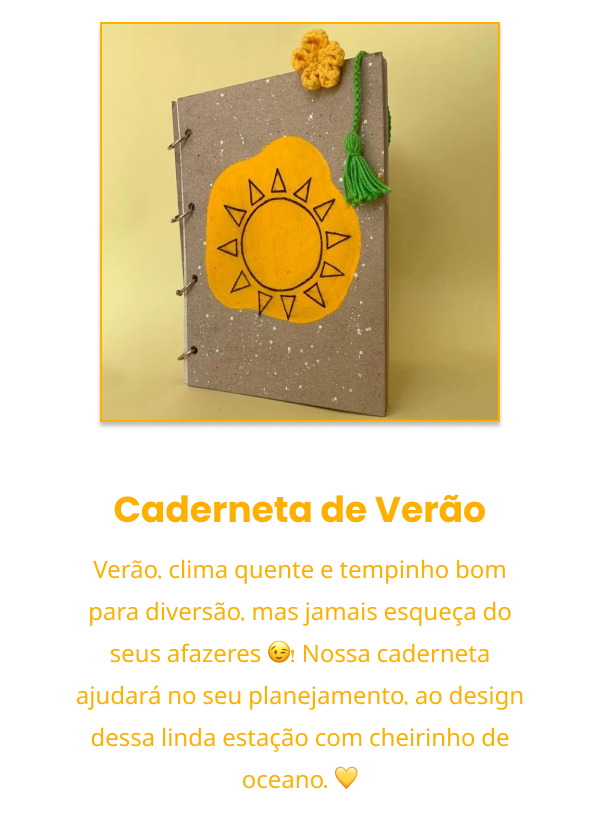 Caderneta de Verão
Verão, clima quente e tempinho bom
para diversão, mas jamais esqueça do
seus afazeres 😉! Nossa caderneta
ajudará no seu planejamento, ao design
dessa linda estação com cheirinho de
oceano. 💛